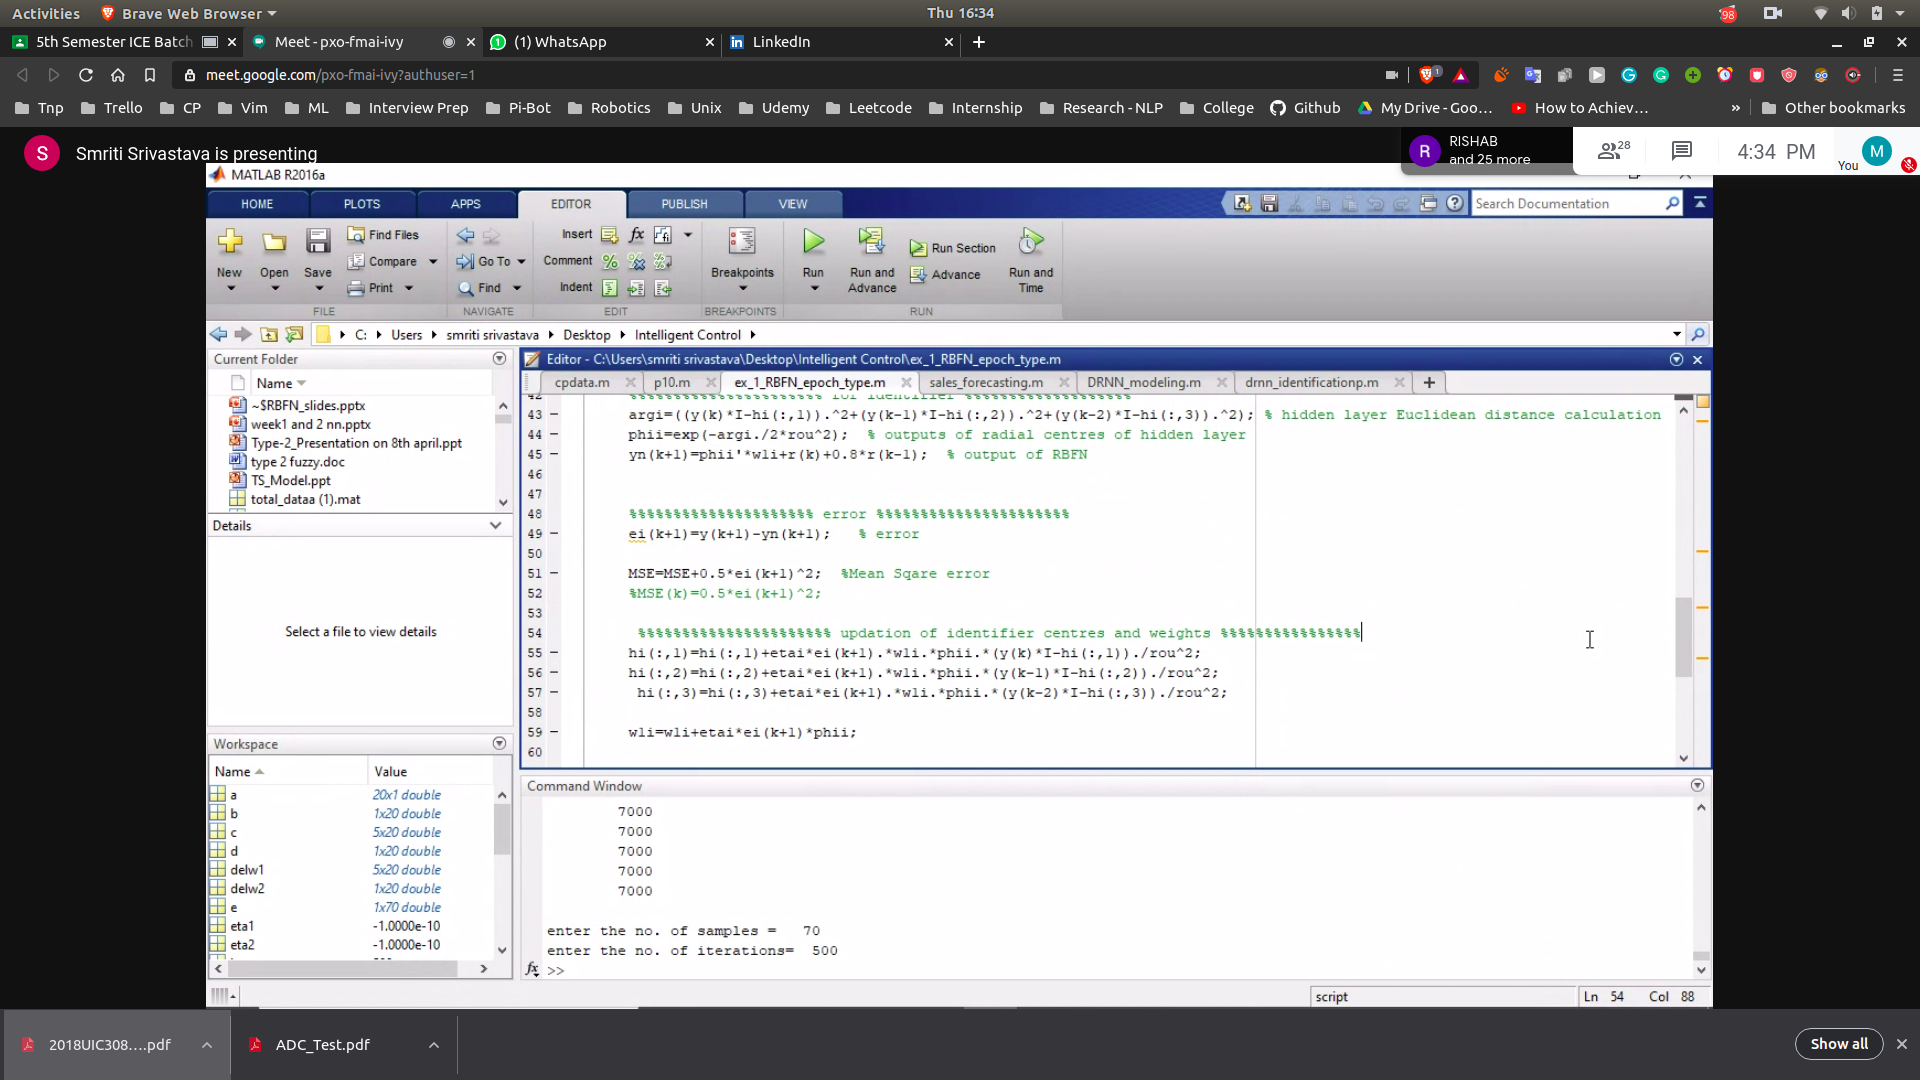 Activities Brave Web Browser Thu 16:34 98
5th Semester ICE Batch Meet - pxo-fmai-ivy (1) WhatsApp LinkedIn
meet.google.com/pxo-fmai-ivy?authuser=1
Tnp Trello CP Vim ML Interview Prep Pi-Bot Robotics Unix Udemy Leetcode Internship Research - NLP College Github My Drive - Goo... How to Achiev... » Other bookmarks
S Smriti Srivastava is presenting
R RISHAB
and 25 more
28 4:34 PM You M
MATLAB R2016a
HOME PLOTS APPS EDITOR PUBLISH VIEW Search Documentation
New Open Save Find Files Compare Print
Go To Find
Insert fx
Comment
Indent
Breakpoints
Run Run and Advance Run Section Advance Run and Time
FILE NAVIGATE EDIT BREAKPOINTS RUN
C: Users smriti srivastava Desktop Intelligent Control
Current Folder
Name
~$RBFN_slides.pptx
week1 and 2 nn.pptx
Type-2_Presentation on 8th april.ppt
type 2 fuzzy.doc
TS_Model.ppt
total_dataa (1).mat
Details
Select a file to view details
Workspace
Name Value
a 20x1 double
b 1x20 double
c 5x20 double
d 1x20 double
delw1 5x20 double
delw2 1x20 double
e 1x70 double
eta1 -1.0000e-10
eta2 -1.0000e-10
Editor - C:\Users\smriti srivastava\Desktop\Intelligent Control\ex_1_RBFN_epoch_type.m
cpdata.m p10.m ex_1_RBFN_epoch_type.m sales_forecasting.m DRNN_modeling.m drnn_identificationp.m
42 %%%%%%%%%%%%%%%%%%%%%% for identifier %%%%%%%%%%%%%%%%%%%
43 argi=((y(k)*I-hi(:,1)).^2+(y(k-1)*I-hi(:,2)).^2+(y(k-2)*I-hi(:,3)).^2); % hidden layer Euclidean distance calculation
44 phii=exp(-argi./2*rou^2); % outputs of radial centres of hidden layer
45 yn(k+1)=phii'*wli+r(k)+0.8*r(k-1); % output of RBFN
46
47
48 %%%%%%%%%%%%%%%%%%%%% error %%%%%%%%%%%%%%%%%%%%%%
49 ei(k+1)=y(k+1)-yn(k+1); % error
50
51 MSE=MSE+0.5*ei(k+1)^2; %Mean Sqare error
52 %MSE(k)=0.5*ei(k+1)^2;
53
54 %%%%%%%%%%%%%%%%%%%%%% updation of identifier centres and weights %%%%%%%%%%%%%%%%
55 hi(:,1)=hi(:,1)+etai*ei(k+1).*wli.*phii.*(y(k)*I-hi(:,1))./rou^2;
56 hi(:,2)=hi(:,2)+etai*ei(k+1).*wli.*phii.*(y(k-1)*I-hi(:,2))./rou^2;
57 hi(:,3)=hi(:,3)+etai*ei(k+1).*wli.*phii.*(y(k-2)*I-hi(:,3))./rou^2;
58
59 wli=wli+etai*ei(k+1)*phii;
60
Command Window
7000
7000
7000
7000
7000
enter the no. of samples = 70
enter the no. of iterations= 500
fx >>
script Ln 54 Col 88
2018UIC308....pdf ADC_Test.pdf Show all